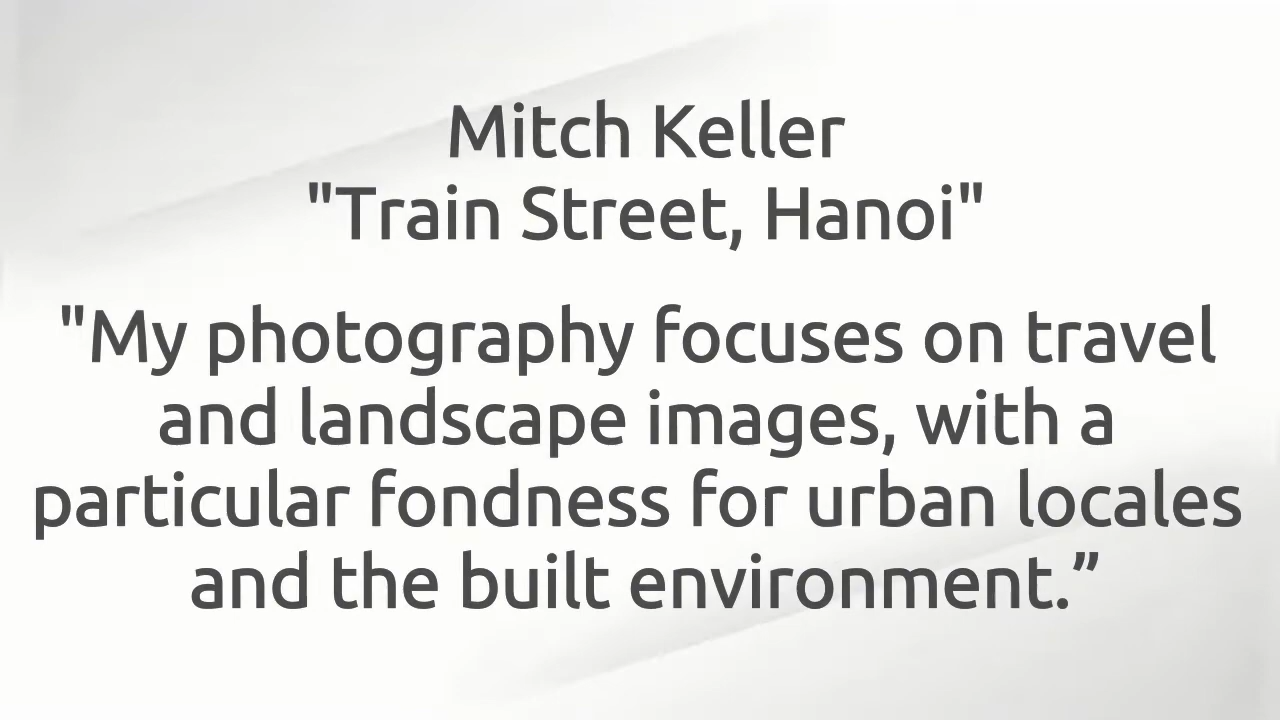 Mitch Keller
"Train Street, Hanoi"
"My photography focuses on travel
and landscape images, with a
particular fondness for urban locales
and the built environment.”